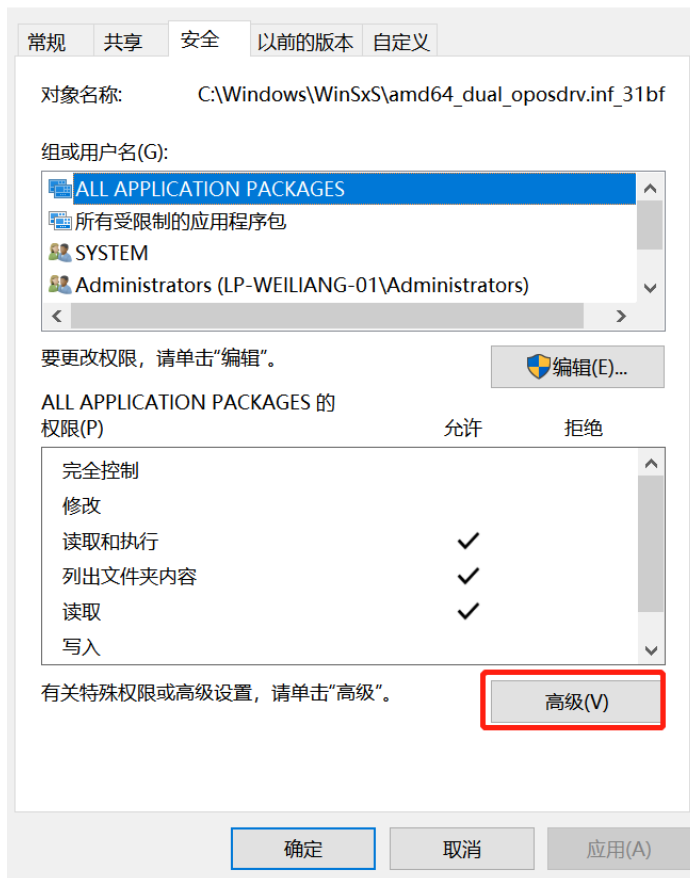 常规 共享 安全 以前的版本 自定义
对象名称: C:\Windows\WinSxS\amd64_dual_oposdrv.inf_31bf
组或用户名(G):
ALL APPLICATION PACKAGES
所有受限制的应用程序包
SYSTEM
Administrators (LP-WEILIANG-01\Administrators)
要更改权限，请单击“编辑”。 编辑(E)...
ALL APPLICATION PACKAGES 的
权限(P) 允许 拒绝
完全控制
修改
读取和执行
列出文件夹内容
读取
写入
有关特殊权限或高级设置，请单击“高级”。 高级(V)
确定 取消 应用(A)